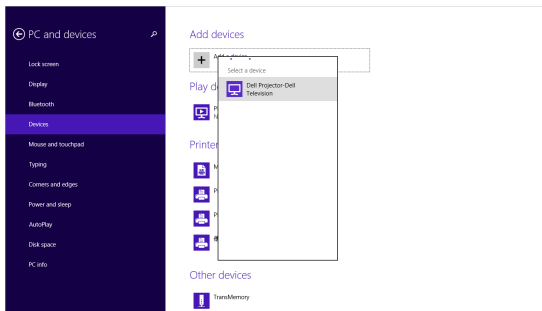 PC and devices
Lock screen
Display
Bluetooth
Devices
Mouse and touchpad
Typing
Corners and edges
Power and sleep
AutoPlay
Disk space
PC info
Add devices
Select a device
Dell Projector-Dell
Television
Play d
P
N
Printer
M
P
P
Other devices
TransMemory